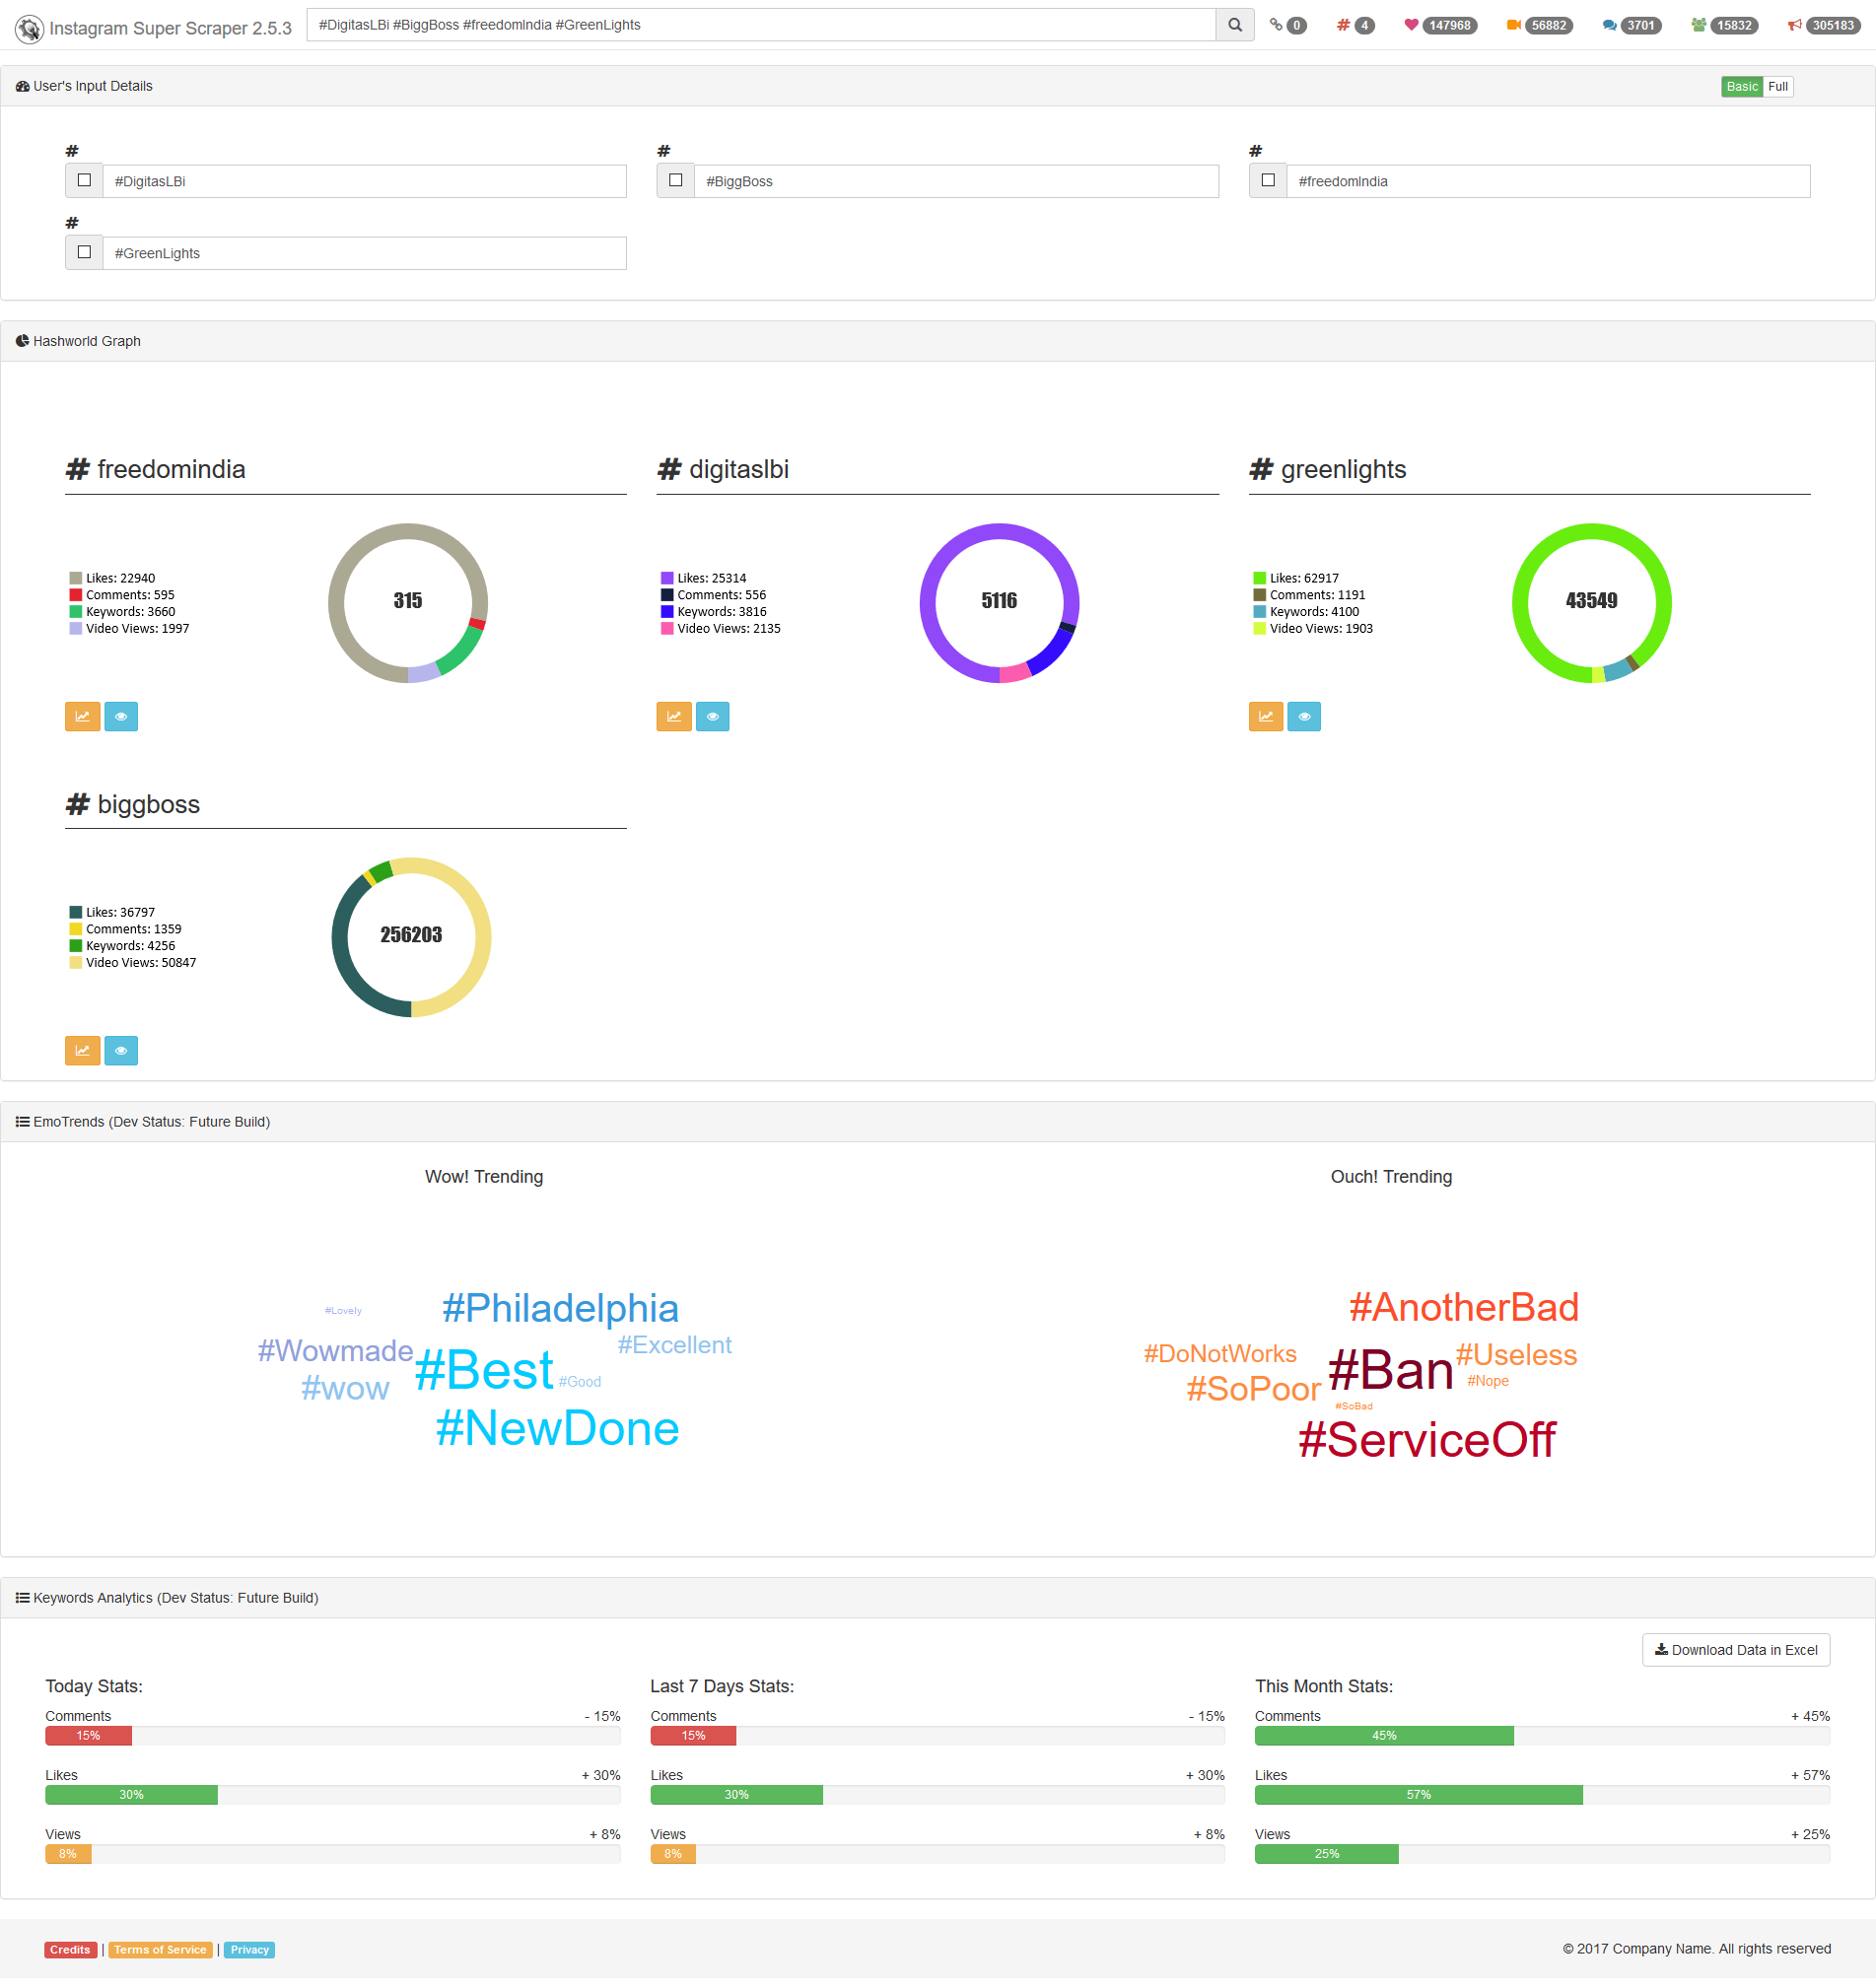 Instagram Super Scraper 2.5.3
#DigitasLBi #BiggBoss #freedomIndia #GreenLights
0
4
147968
56882
3701
15832
305183
User's Input Details
Basic Full
#
#
#
#DigitasLBi
#BiggBoss
#freedomIndia
#
#GreenLights
Hashworld Graph
# freedomindia
Likes: 22940
Comments: 595
Keywords: 3660
Video Views: 1997
315
# digitaslbi
Likes: 25314
Comments: 556
Keywords: 3816
Video Views: 2135
5116
# greenlights
Likes: 62917
Comments: 1191
Keywords: 4100
Video Views: 1903
43549
# biggboss
Likes: 36797
Comments: 1359
Keywords: 4256
Video Views: 50847
256203
EmoTrends (Dev Status: Future Build)
Wow! Trending
#Lovely
#Philadelphia
#Wowmade
#Excellent
#Best
#wow
#Good
#NewDone
Ouch! Trending
#AnotherBad
#DoNotWorks
#Useless
#Ban
#SoPoor
#Nope
#SoBad
#ServiceOff
Keywords Analytics (Dev Status: Future Build)
Download Data in Excel
Today Stats:
Comments - 15%
15%
Likes + 30%
30%
Views + 8%
8%
Last 7 Days Stats:
Comments - 15%
15%
Likes + 30%
30%
Views + 8%
8%
This Month Stats:
Comments + 45%
45%
Likes + 57%
57%
Views + 25%
25%
Credits | Terms of Service | Privacy
© 2017 Company Name. All rights reserved